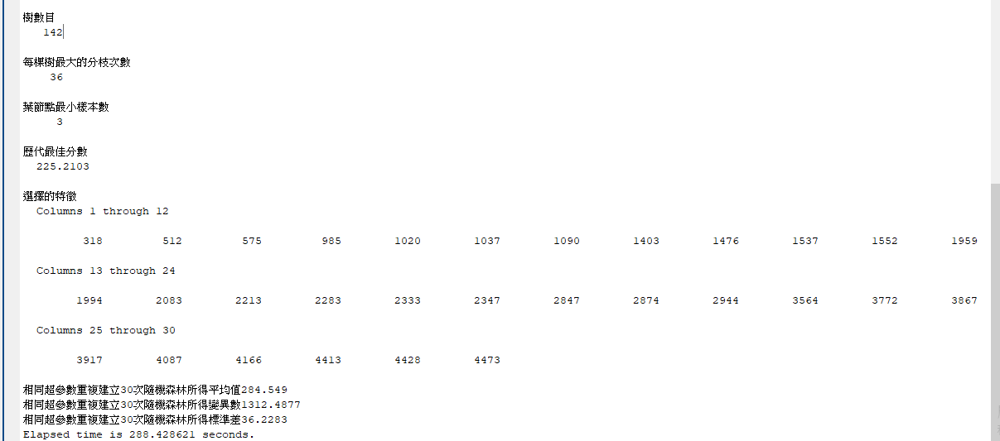 樹數目
142
每棵樹最大的分枝次數
36
葉節點最小樣本數
3
歷代最佳分數
225.2103
選擇的特徵
Columns 1 through 12
318 512 575 985 1020 1037 1090 1403 1476 1537 1552 1959
Columns 13 through 24
1994 2083 2213 2283 2333 2347 2847 2874 2944 3564 3772 3867
Columns 25 through 30
3917 4087 4166 4413 4428 4473
相同超參數重複建立30次隨機森林所得平均值284.549
相同超參數重複建立30次隨機森林所得變異數1312.4877
相同超參數重複建立30次隨機森林所得標準差36.2283
Elapsed time is 288.428621 seconds.